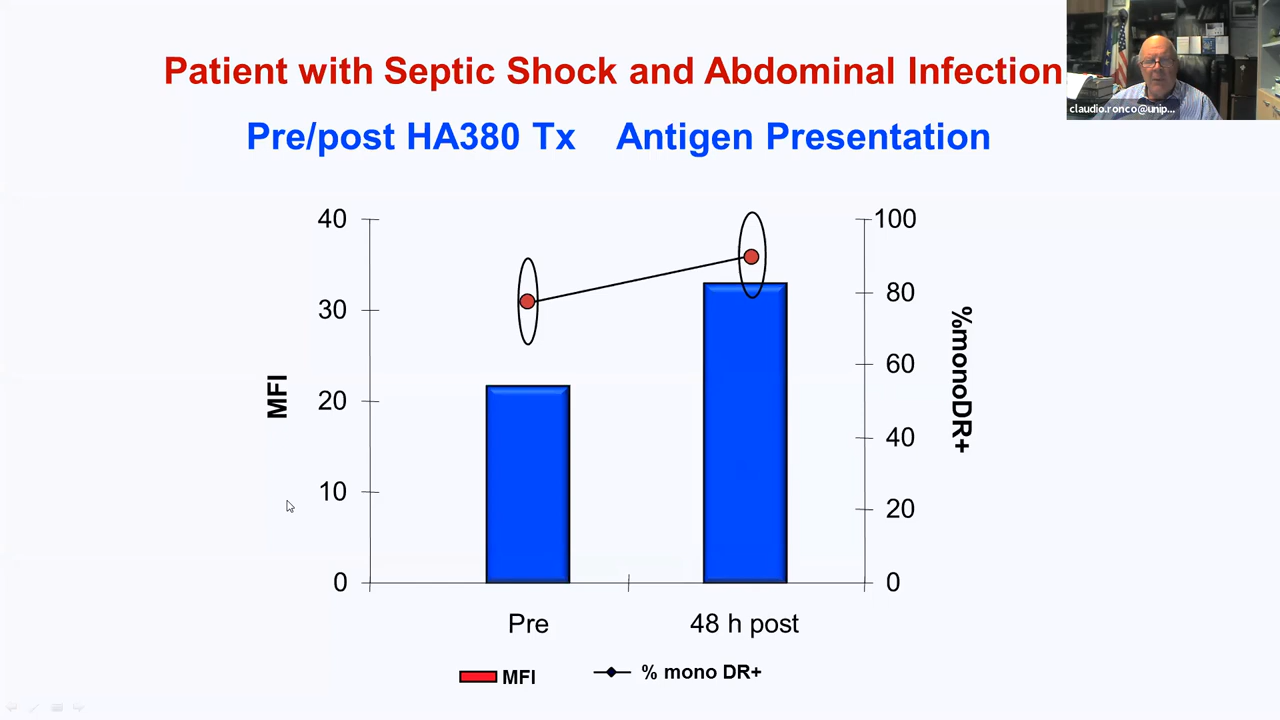 Patient with Septic Shock and Abdominal Infection
claudio.ronco@unip...
Pre/post HA380 Tx Antigen Presentation
40
30
20
10
0
MFI
100
80
60
40
20
0
%monoDR+
Pre
48 h post
MFI
% mono DR+